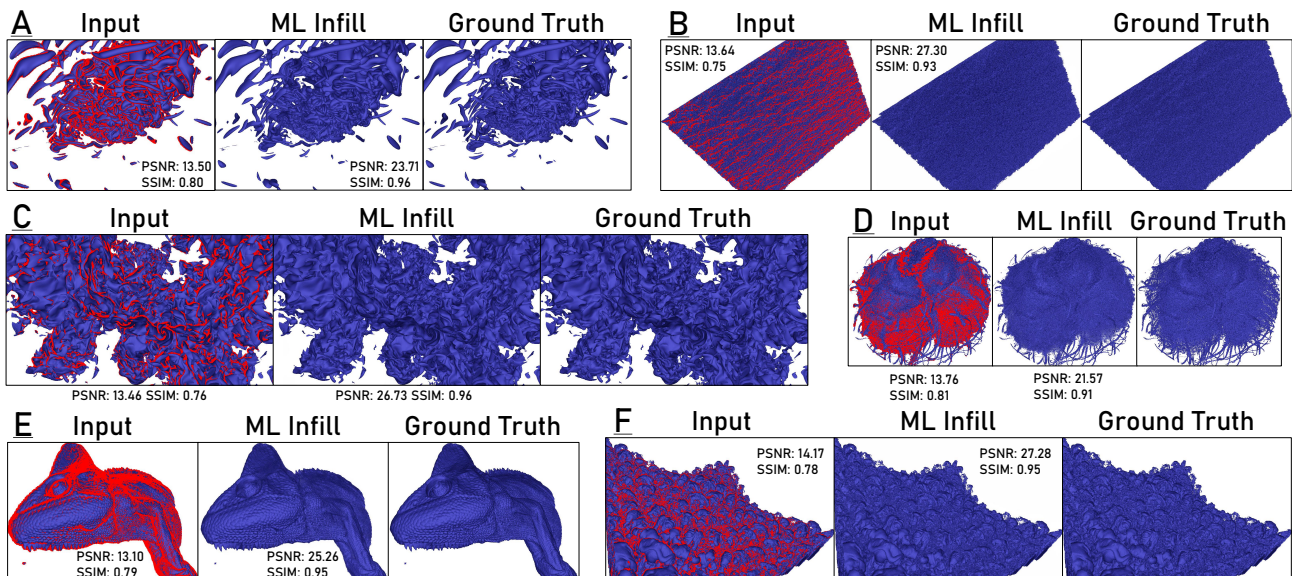 A
Input
ML Infill
Ground Truth
PSNR: 13.50
SSIM: 0.80
PSNR: 23.71
SSIM: 0.96
B
Input
ML Infill
Ground Truth
PSNR: 13.64
SSIM: 0.75
PSNR: 27.30
SSIM: 0.93
C
Input
ML Infill
Ground Truth
PSNR: 13.46 SSIM: 0.76
PSNR: 26.73 SSIM: 0.96
D
Input
ML Infill
Ground Truth
PSNR: 13.76
SSIM: 0.81
PSNR: 21.57
SSIM: 0.91
E
Input
ML Infill
Ground Truth
PSNR: 13.10
SSIM: 0.79
PSNR: 25.26
SSIM: 0.95
F
Input
ML Infill
Ground Truth
PSNR: 14.17
SSIM: 0.78
PSNR: 27.28
SSIM: 0.95